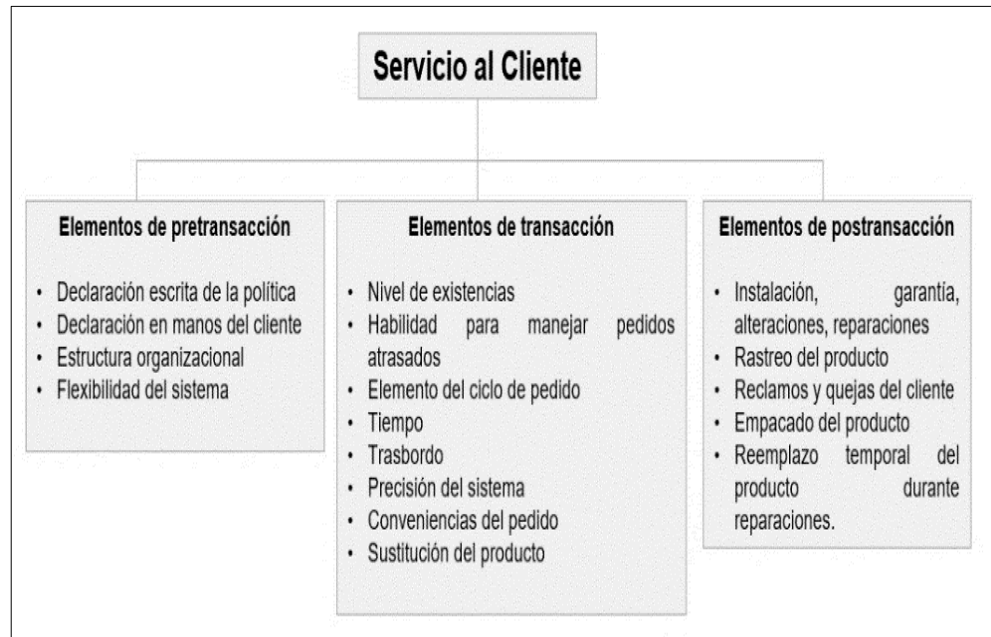 Servicio al Cliente
Elementos de pretransacción
• Declaración escrita de la política
• Declaración en manos del cliente
• Estructura organizacional
• Flexibilidad del sistema
Elementos de transacción
• Nivel de existencias
• Habilidad para manejar pedidos
atrasados
• Elemento del ciclo de pedido
• Tiempo
• Trasbordo
• Precisión del sistema
• Conveniencias del pedido
• Sustitución del producto
Elementos de postransacción
• Instalación, garantía,
alteraciones, reparaciones
• Rastreo del producto
• Reclamos y quejas del cliente
• Empacado del producto
• Reemplazo temporal del
producto durante
reparaciones.